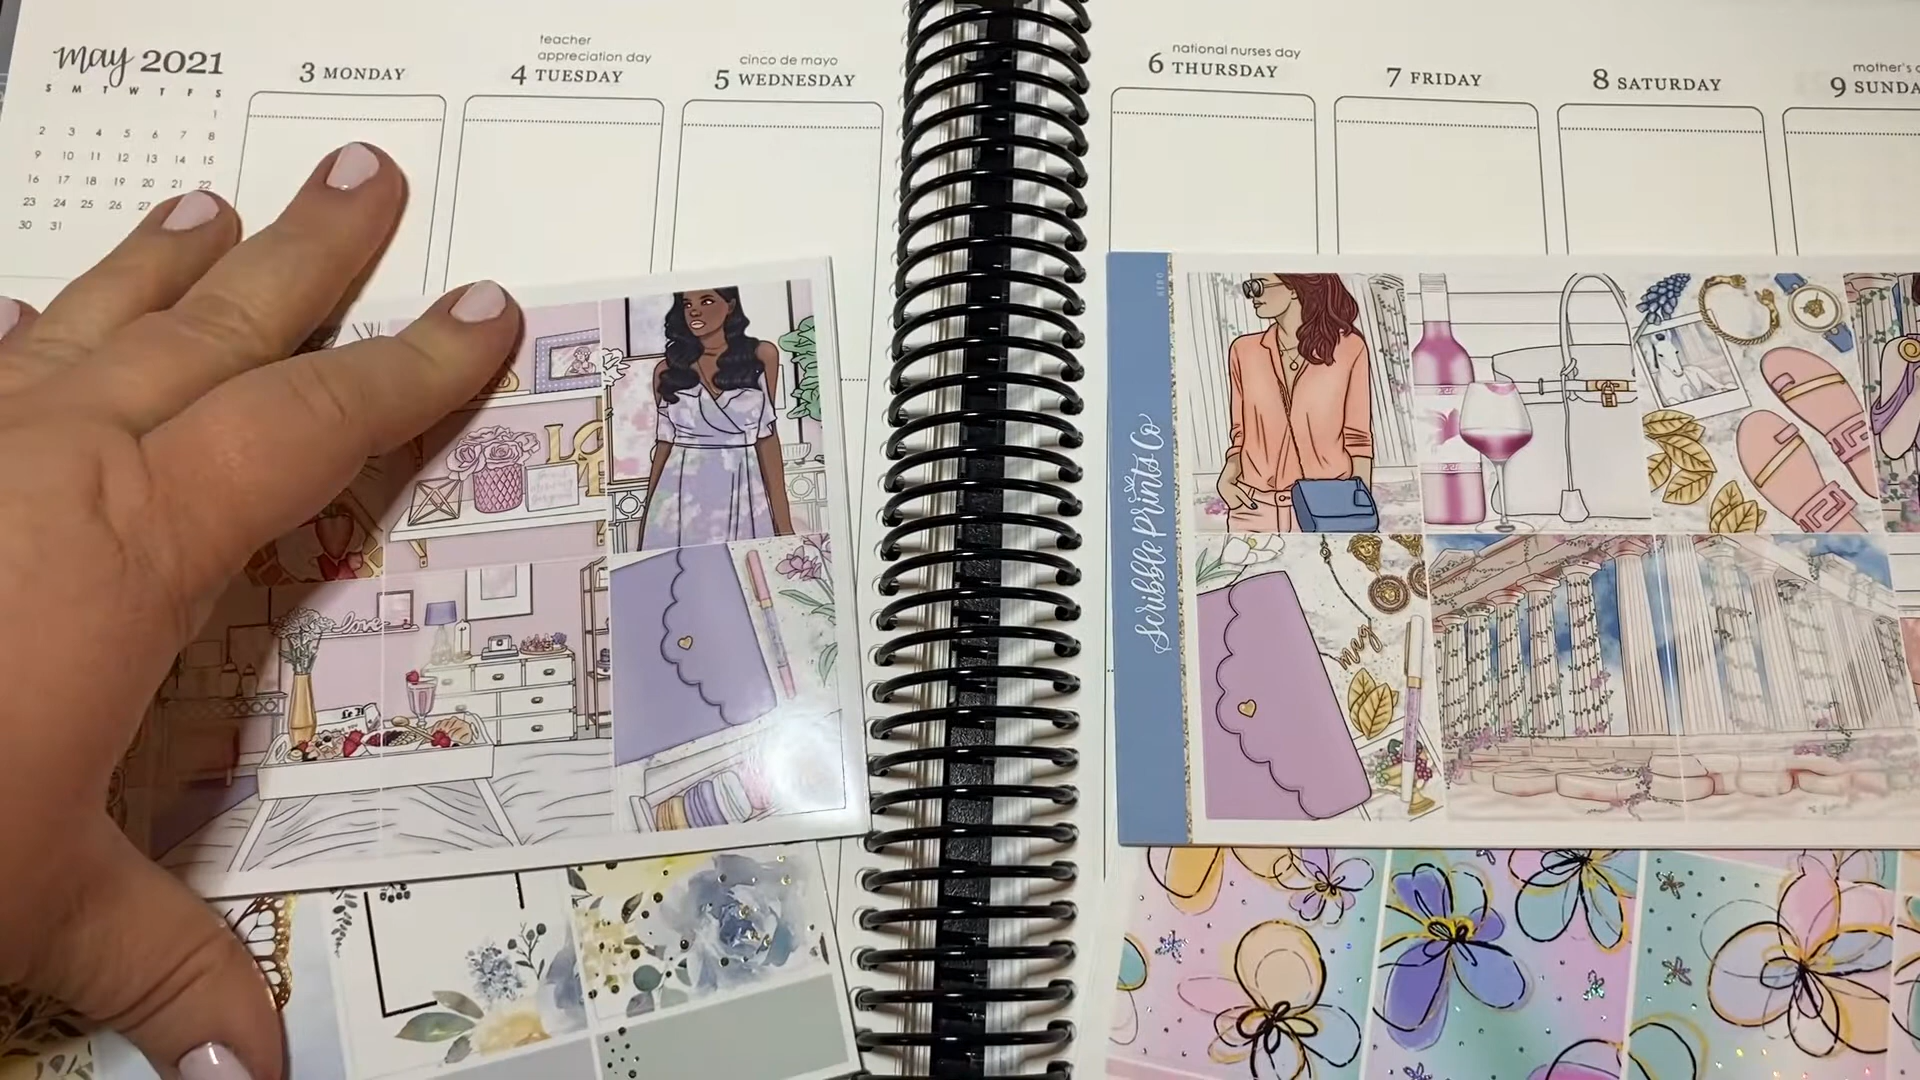 may 2021
S M T W T F S
1
2 3 4 5 6 7 8
9 10 11 12 13 14 15
16 17 18 19 20 21 22
23 24 25 26 27
30 31
3 MONDAY
teacher
appreciation day
4 TUESDAY
cinco de mayo
5 WEDNESDAY
national nurses day
6 THURSDAY
7 FRIDAY
8 SATURDAY
mother's
9 SUNDA
love
HERO
Scribble Prints Co
may